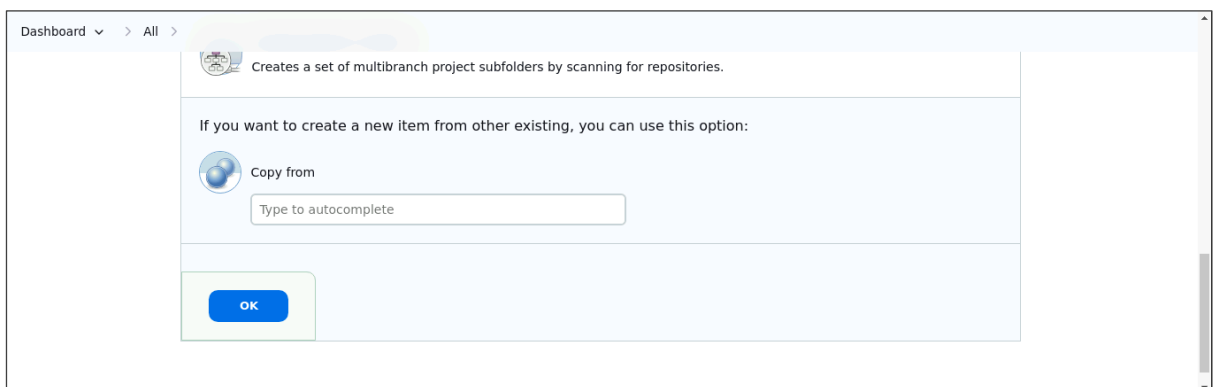 Dashboard > All >
Creates a set of multibranch project subfolders by scanning for repositories.
If you want to create a new item from other existing, you can use this option:
Copy from
Type to autocomplete
OK